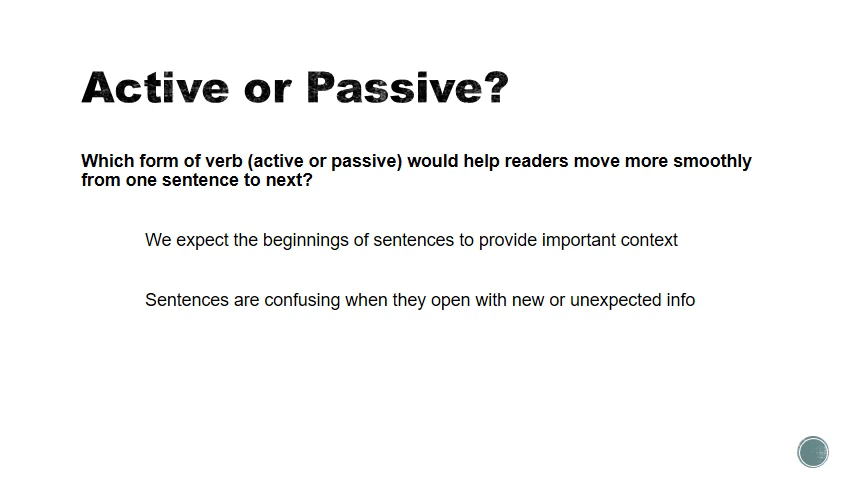 Active or Passive?
Which form of verb (active or passive) would help readers move more smoothly
from one sentence to next?
We expect the beginnings of sentences to provide important context
Sentences are confusing when they open with new or unexpected info